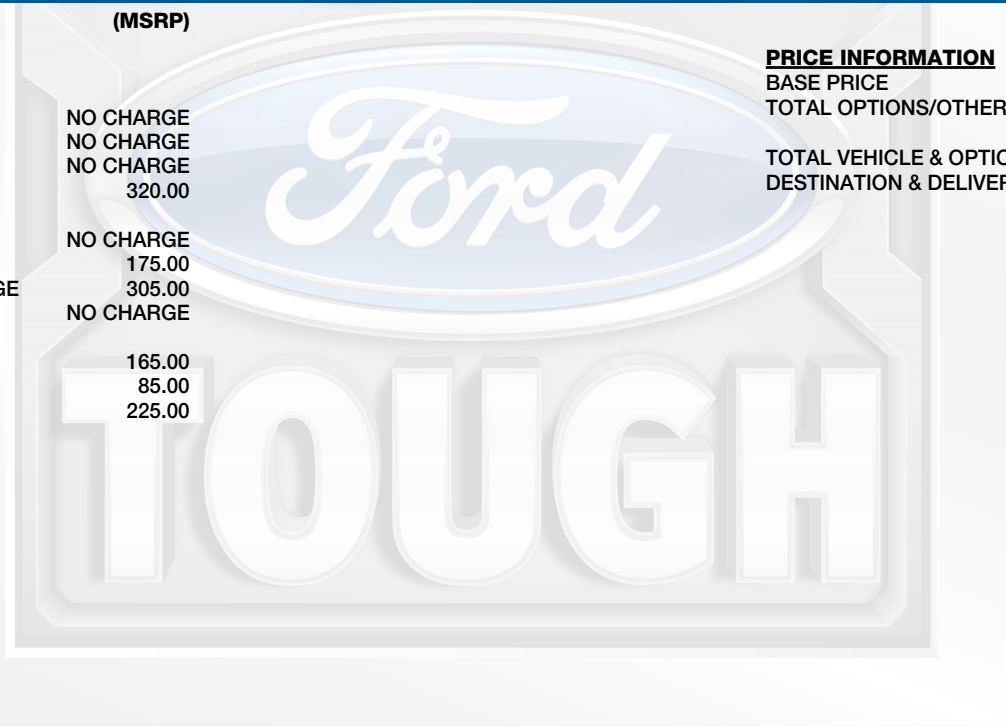 (MSRP)
NO CHARGE
NO CHARGE
NO CHARGE
320.00
NO CHARGE
175.00
GE 305.00
NO CHARGE
165.00
85.00
225.00
PRICE INFORMATION
BASE PRICE
TOTAL OPTIONS/OTHER
TOTAL VEHICLE & OPTIO
DESTINATION & DELIVER
Ford
TOUGH